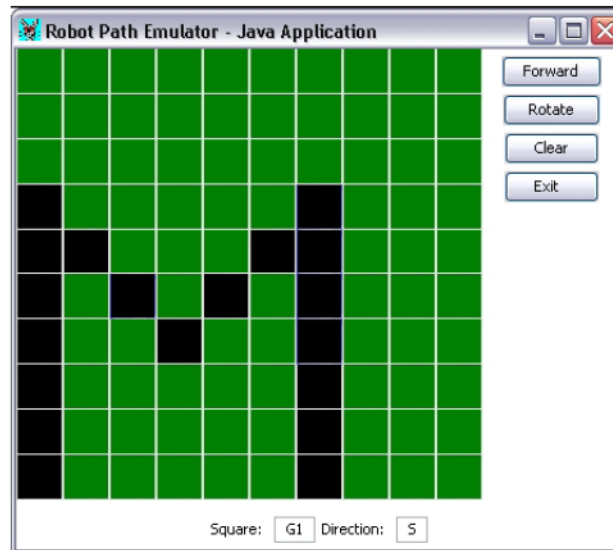 Robot Path Emulator - Java Application
Forward
Rotate
Clear
Exit
Square: G1 Direction: S